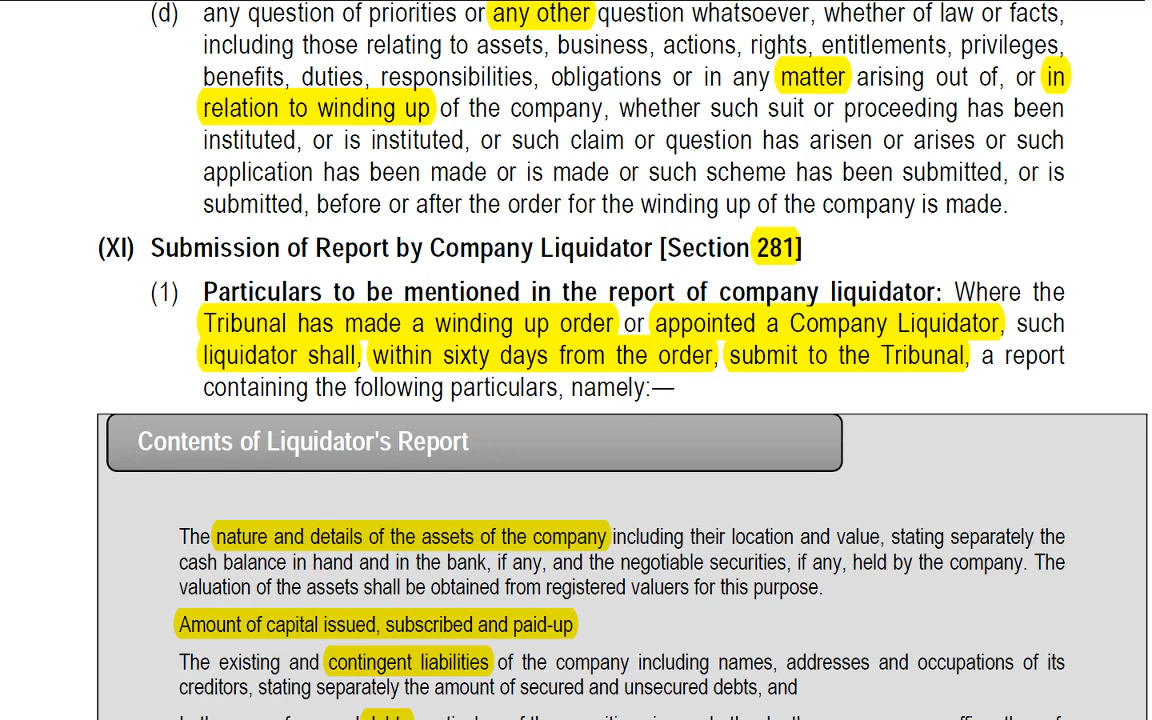 (d) any question of priorities or any other question whatsoever, whether of law or facts,
including those relating to assets, business, actions, rights, entitlements, privileges,
benefits, duties, responsibilities, obligations or in any matter arising out of, or in
relation to winding up of the company, whether such suit or proceeding has been
instituted, or is instituted, or such claim or question has arisen or arises or such
application has been made or is made or such scheme has been submitted, or is
submitted, before or after the order for the winding up of the company is made.
(XI) Submission of Report by Company Liquidator [Section 281]
(1) Particulars to be mentioned in the report of company liquidator: Where the
Tribunal has made a winding up order or appointed a Company Liquidator, such
liquidator shall, within sixty days from the order, submit to the Tribunal, a report
containing the following particulars, namely:—
Contents of Liquidator's Report
The nature and details of the assets of the company including their location and value, stating separately the
cash balance in hand and in the bank, if any, and the negotiable securities, if any, held by the company. The
valuation of the assets shall be obtained from registered valuers for this purpose.
Amount of capital issued, subscribed and paid-up
The existing and contingent liabilities of the company including names, addresses and occupations of its
creditors, stating separately the amount of secured and unsecured debts, and